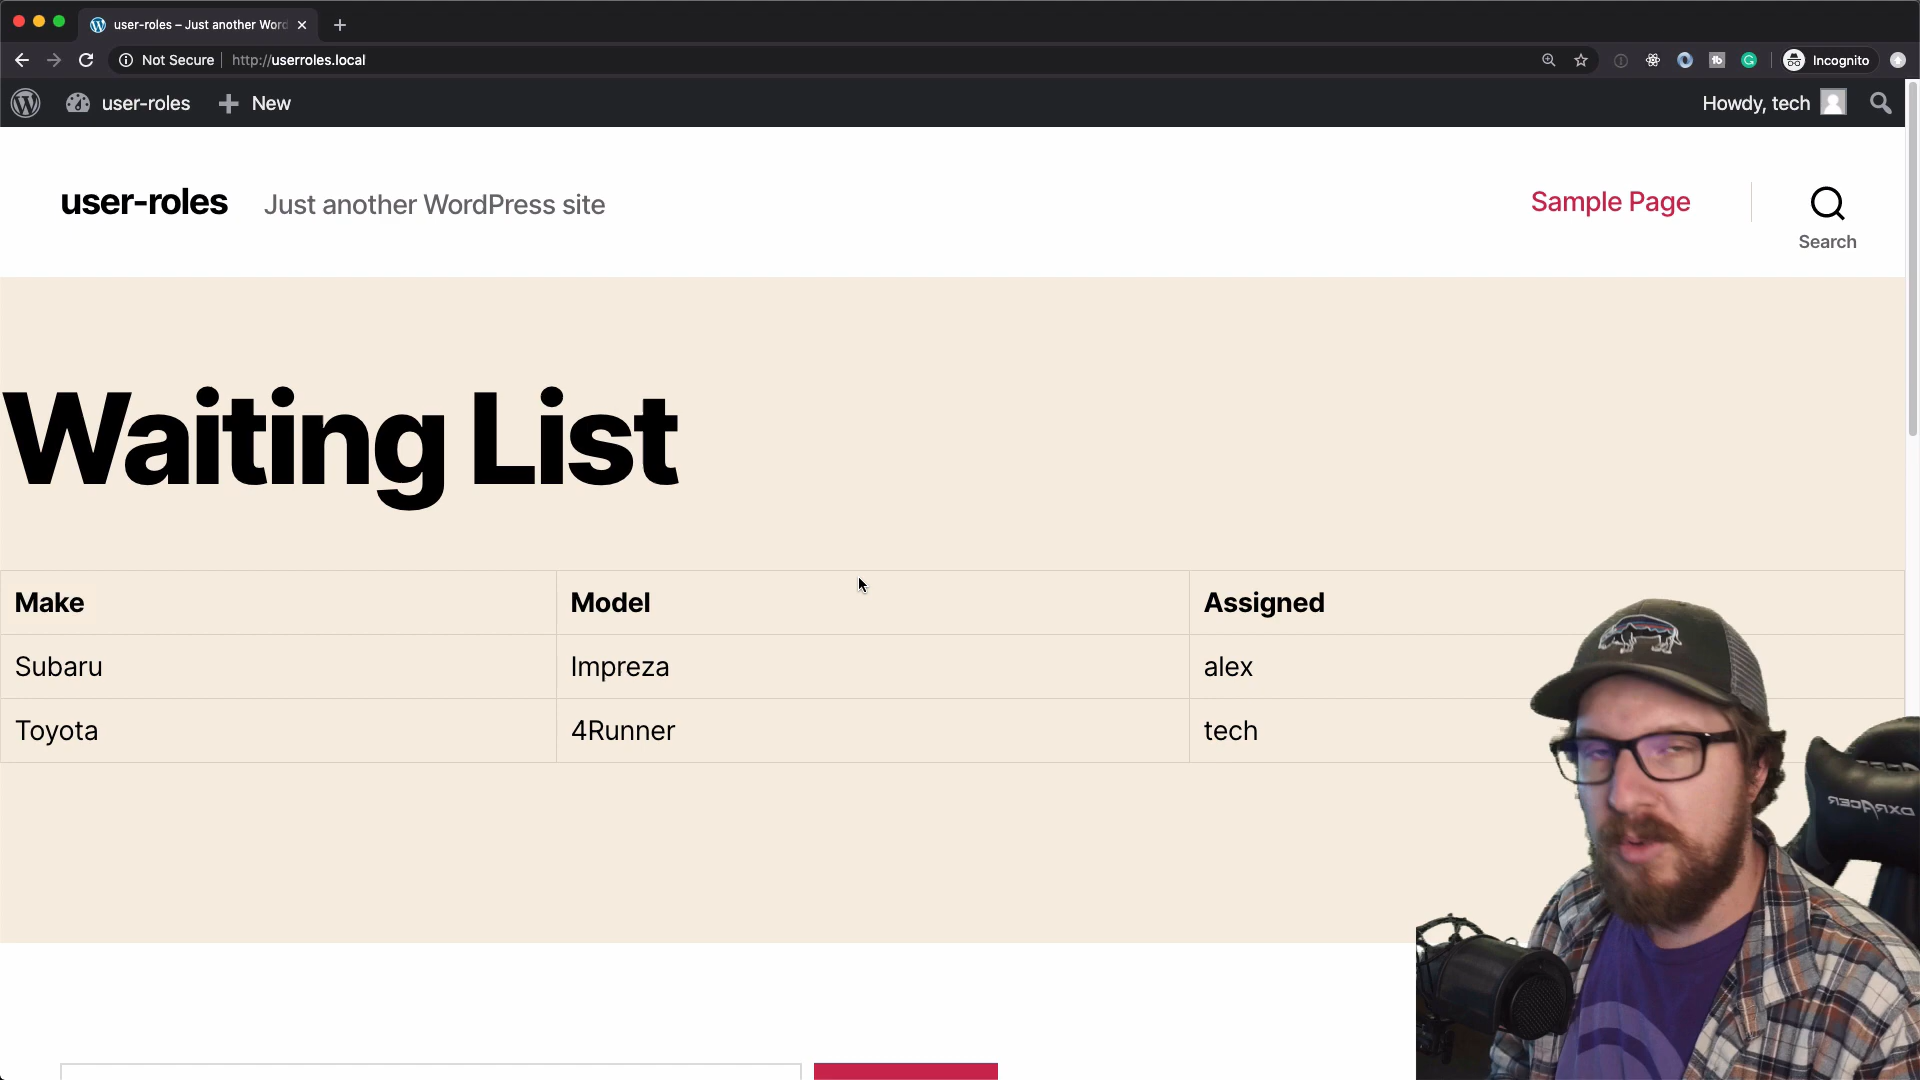 user-roles – Just another Word
Not Secure http://userroles.local Incognito
user-roles New Howdy, tech
user-roles Just another WordPress site Sample Page
Search
Waiting List
Make Model Assigned
Subaru Impreza alex
Toyota 4Runner tech
DXRACER